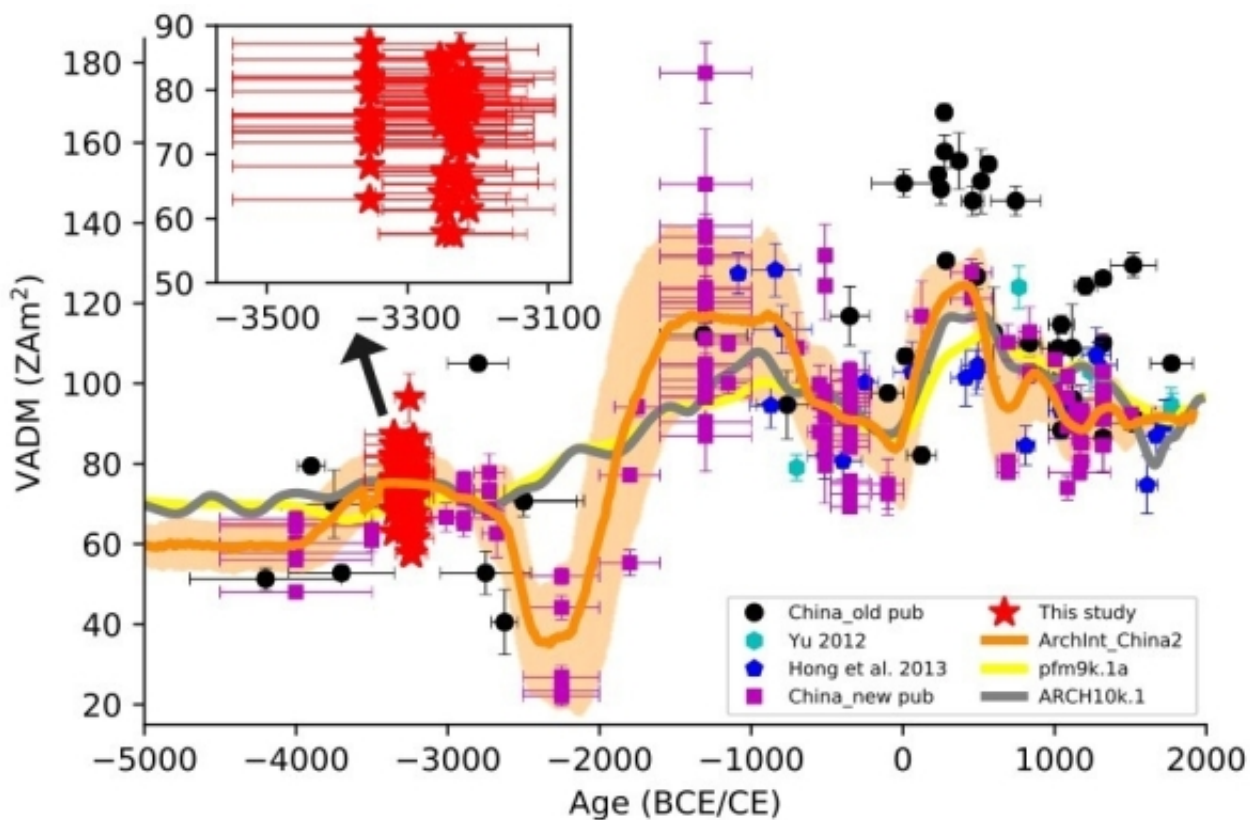 90
80
70
60
50
−3500
−3300
−3100
180
160
140
120
100
80
60
40
20
VADM (ZAm²)
−5000
−4000
−3000
−2000
−1000
0
1000
2000
Age (BCE/CE)
China_old pub
Yu 2012
Hong et al. 2013
China_new pub
This study
ArchInt_China2
pfm9k.1a
ARCH10k.1